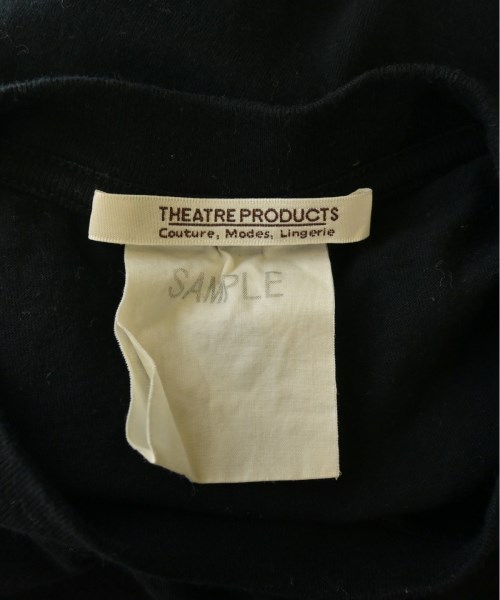 THEATRE PRODUCTS
Couture, Modes, Lingerie
SAMPLE